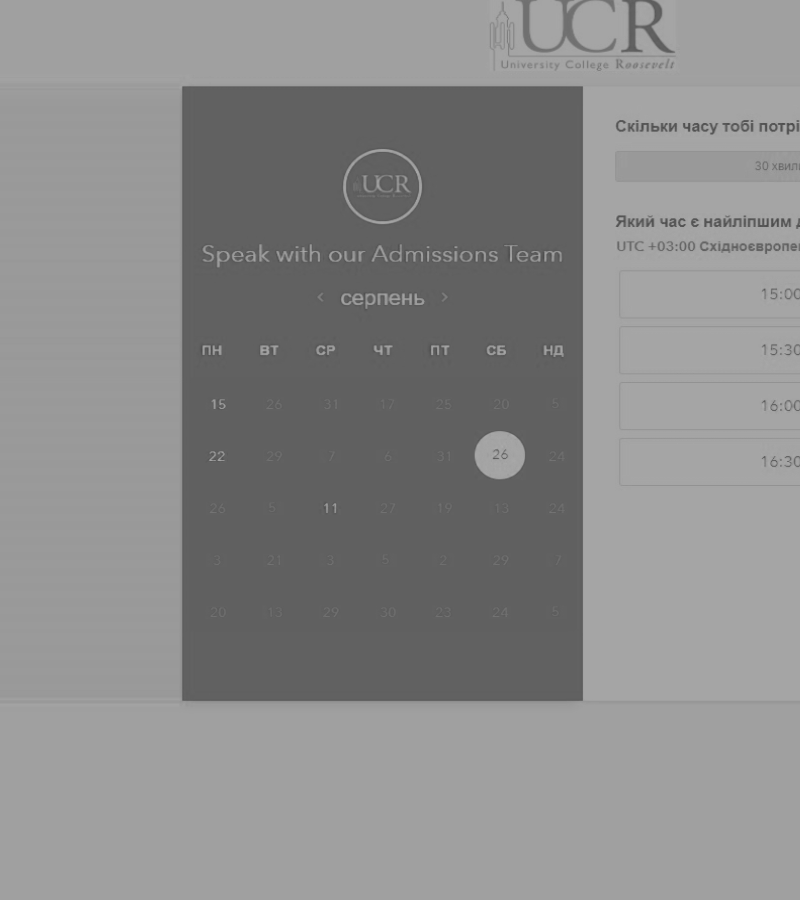 UCR
University College Roosevelt
UCR
Speak with our Admissions Team
‹ серпень ›
ПН ВТ СР ЧТ ПТ СБ НД
15 26 31 17 25 20 5
22 29 7 6 31 26 24
26 5 11 27 19 13 24
3 21 3 5 2 29 7
20 13 29 30 23 24 5
Скільки часу тобі потрі
30 хвили
Який час є найліпшим д
UTC +03:00 Східноєвропе
15:00
15:30
16:00
16:30